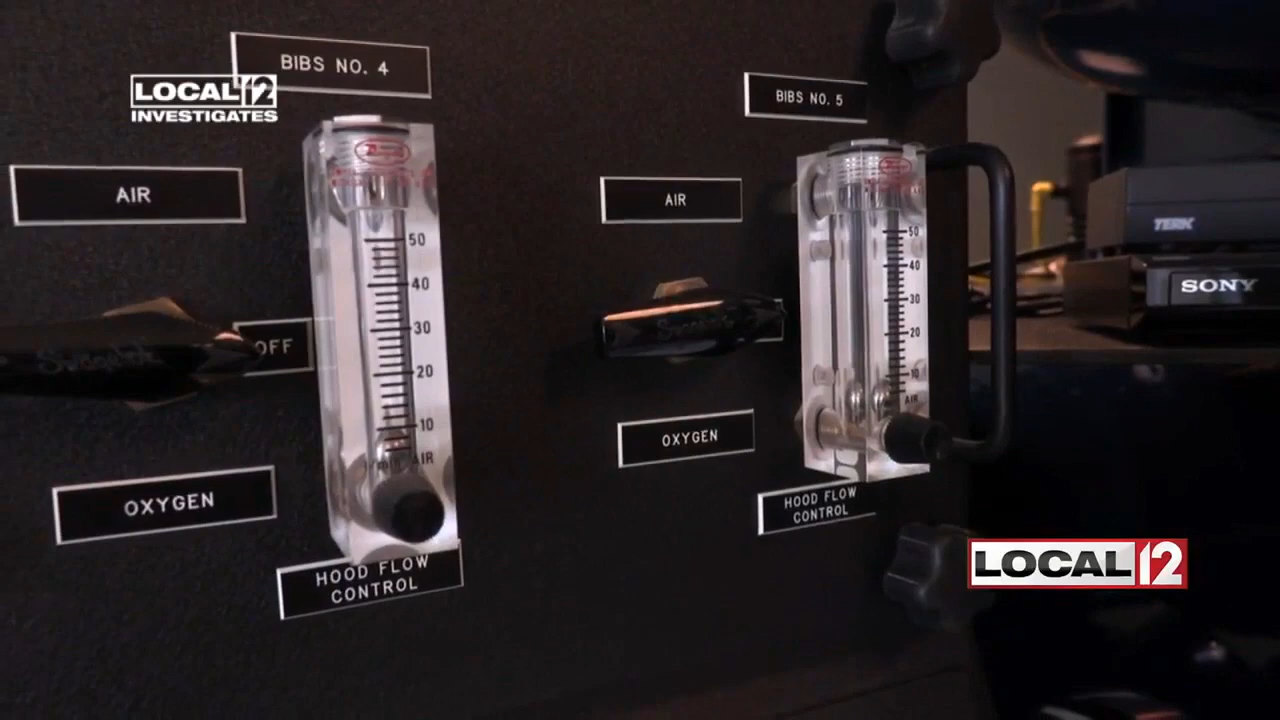 BIBS NO. 4
LOCAL 12
INVESTIGATES
BIBS NO. 5
AIR
AIR
50
40
30
20
10
AIR
50
40
30
20
10
AIR
OFF
OXYGEN
OXYGEN
HOOD FLOW
CONTROL
HOOD FLOW
CONTROL
TERK
SONY
LOCAL 12